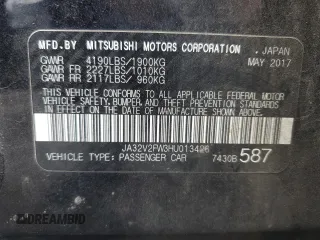 MFD.BY MITSUBISHI MOTORS CORPORATION , JAPAN
GVWR 4190LBS/1900KG MAY 2017
GAWR FR 2227LBS/1010KG
GAWR RR 2117LBS/ 960KG
THIS VEHICLE CONFORMS TO ALL APPLICABLE
FEDERAL MOTOR VEHICLE SAFETY, BUMPER,
AND THEFT PREVENTION STANDARDS IN EFFECT
ON THE DATE OF MANUFACTURE SHOWN ABOVE.
JA32V2FW3HU013426
VEHICLE TYPE: PASSENGER CAR 7430B 587
DREAMBID